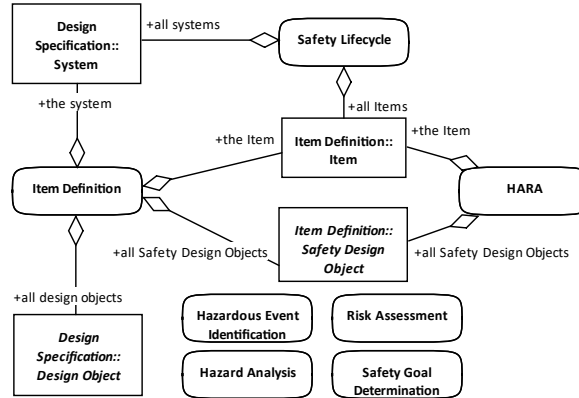 Design
Specification::
System
+all systems
Safety Lifecycle
+the system
+all Items
+the Item
Item Definition::
Item
+the Item
Item Definition
HARA
Item Definition::
Safety Design
Object
+all Safety Design Objects
+all Safety Design Objects
+all design objects
Design
Specification::
Design Object
Hazardous Event
Identification
Risk Assessment
Hazard Analysis
Safety Goal
Determination